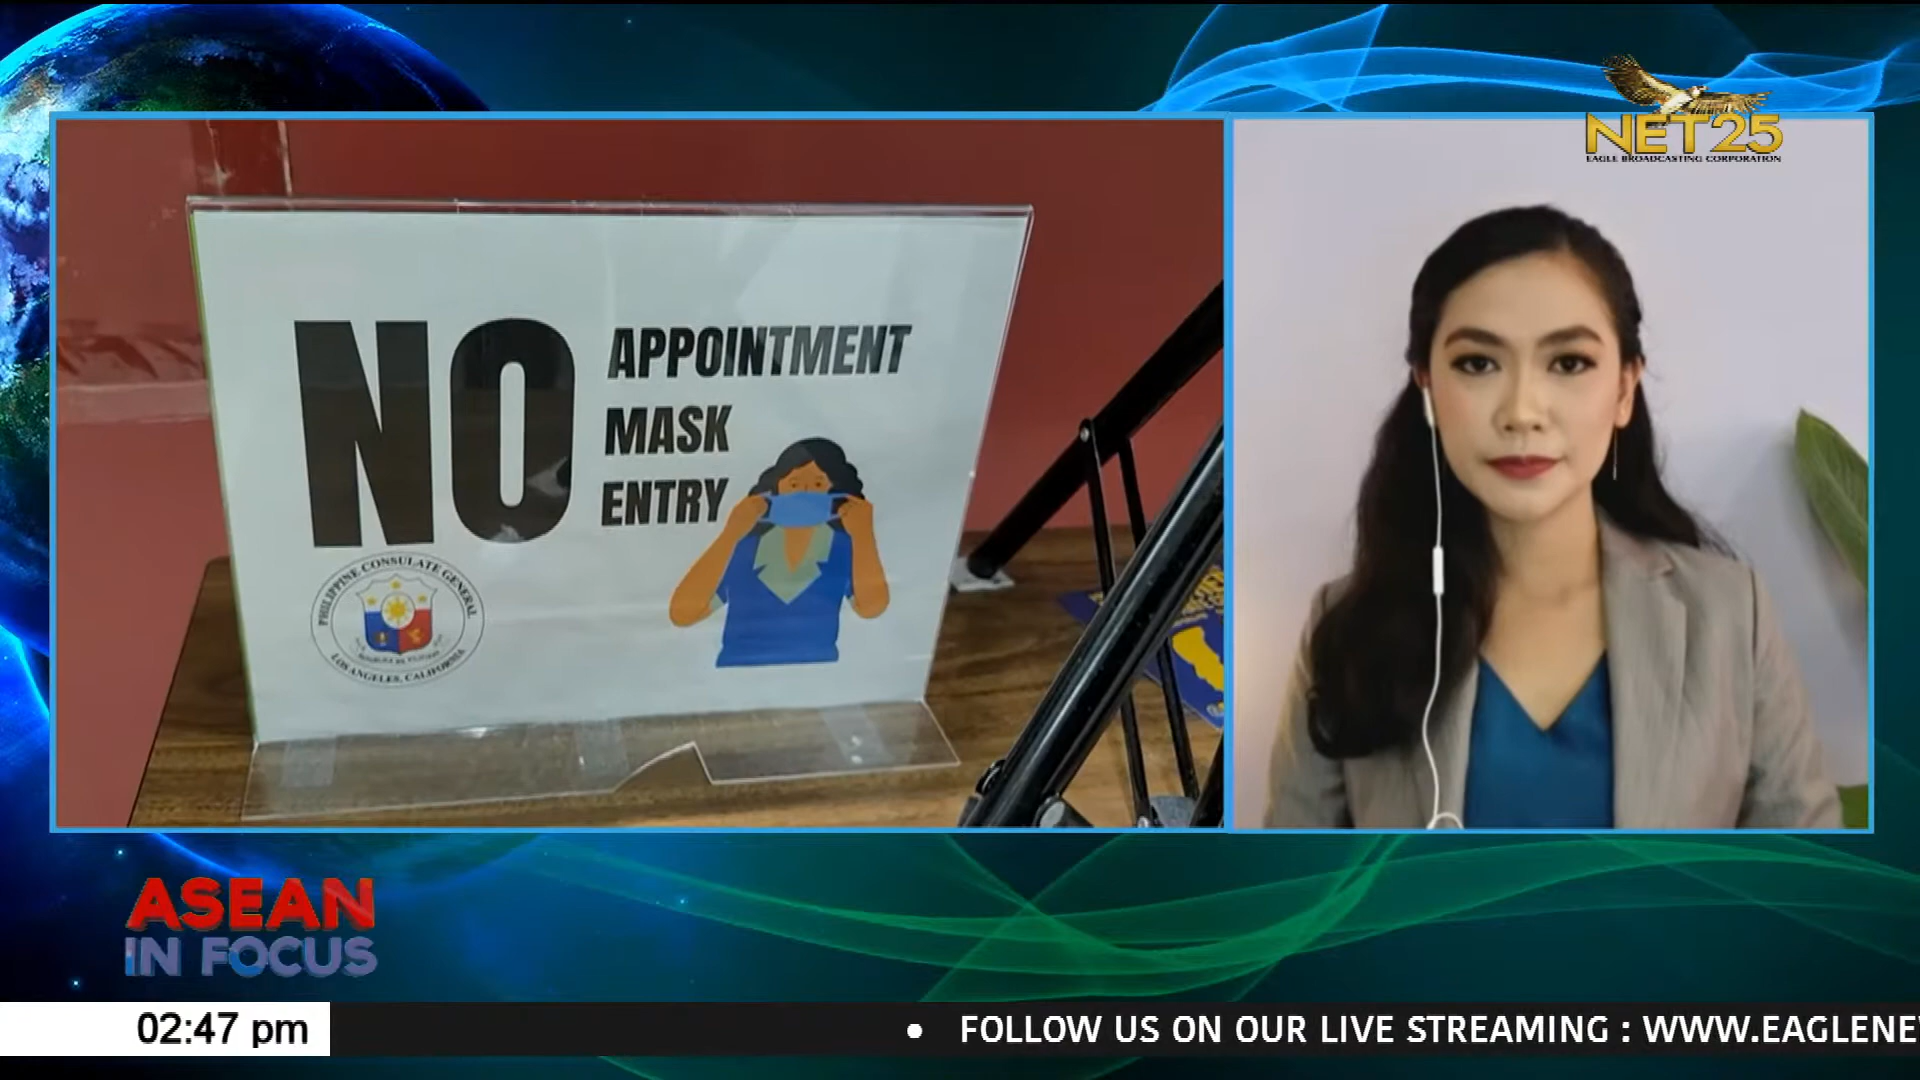 NET25
EAGLE BROADCASTING CORPORATION
NO
APPOINTMENT
MASK
ENTRY
PHILIPPINE CONSULATE GENERAL
LOS ANGELES, CALIFORNIA
ASEAN
IN FOCUS
02:47 pm
• FOLLOW US ON OUR LIVE STREAMING : WWW.EAGLENE